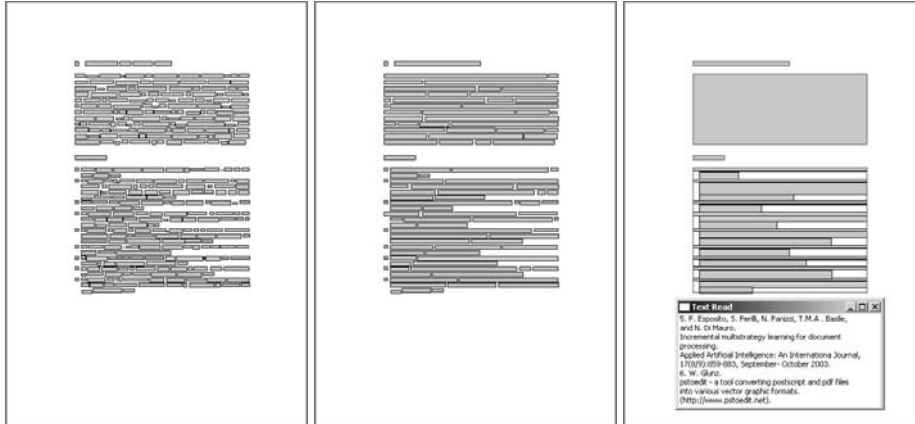 Text Read
5. F. Esposito, S. Ferilli, N. Fanizzi, T.M.A . Basile,
and N. Di Mauro.
Incremental multistrategy learning for document
processing.
Applied Artificial Intelligence: An Internationa Journal,
17(8/9):859-883, September- October 2003.
6. W. Glunz.
pstoedit - a tool converting postscript and pdf files
into various vector graphic formats.
(http://www.pstoedit.net).